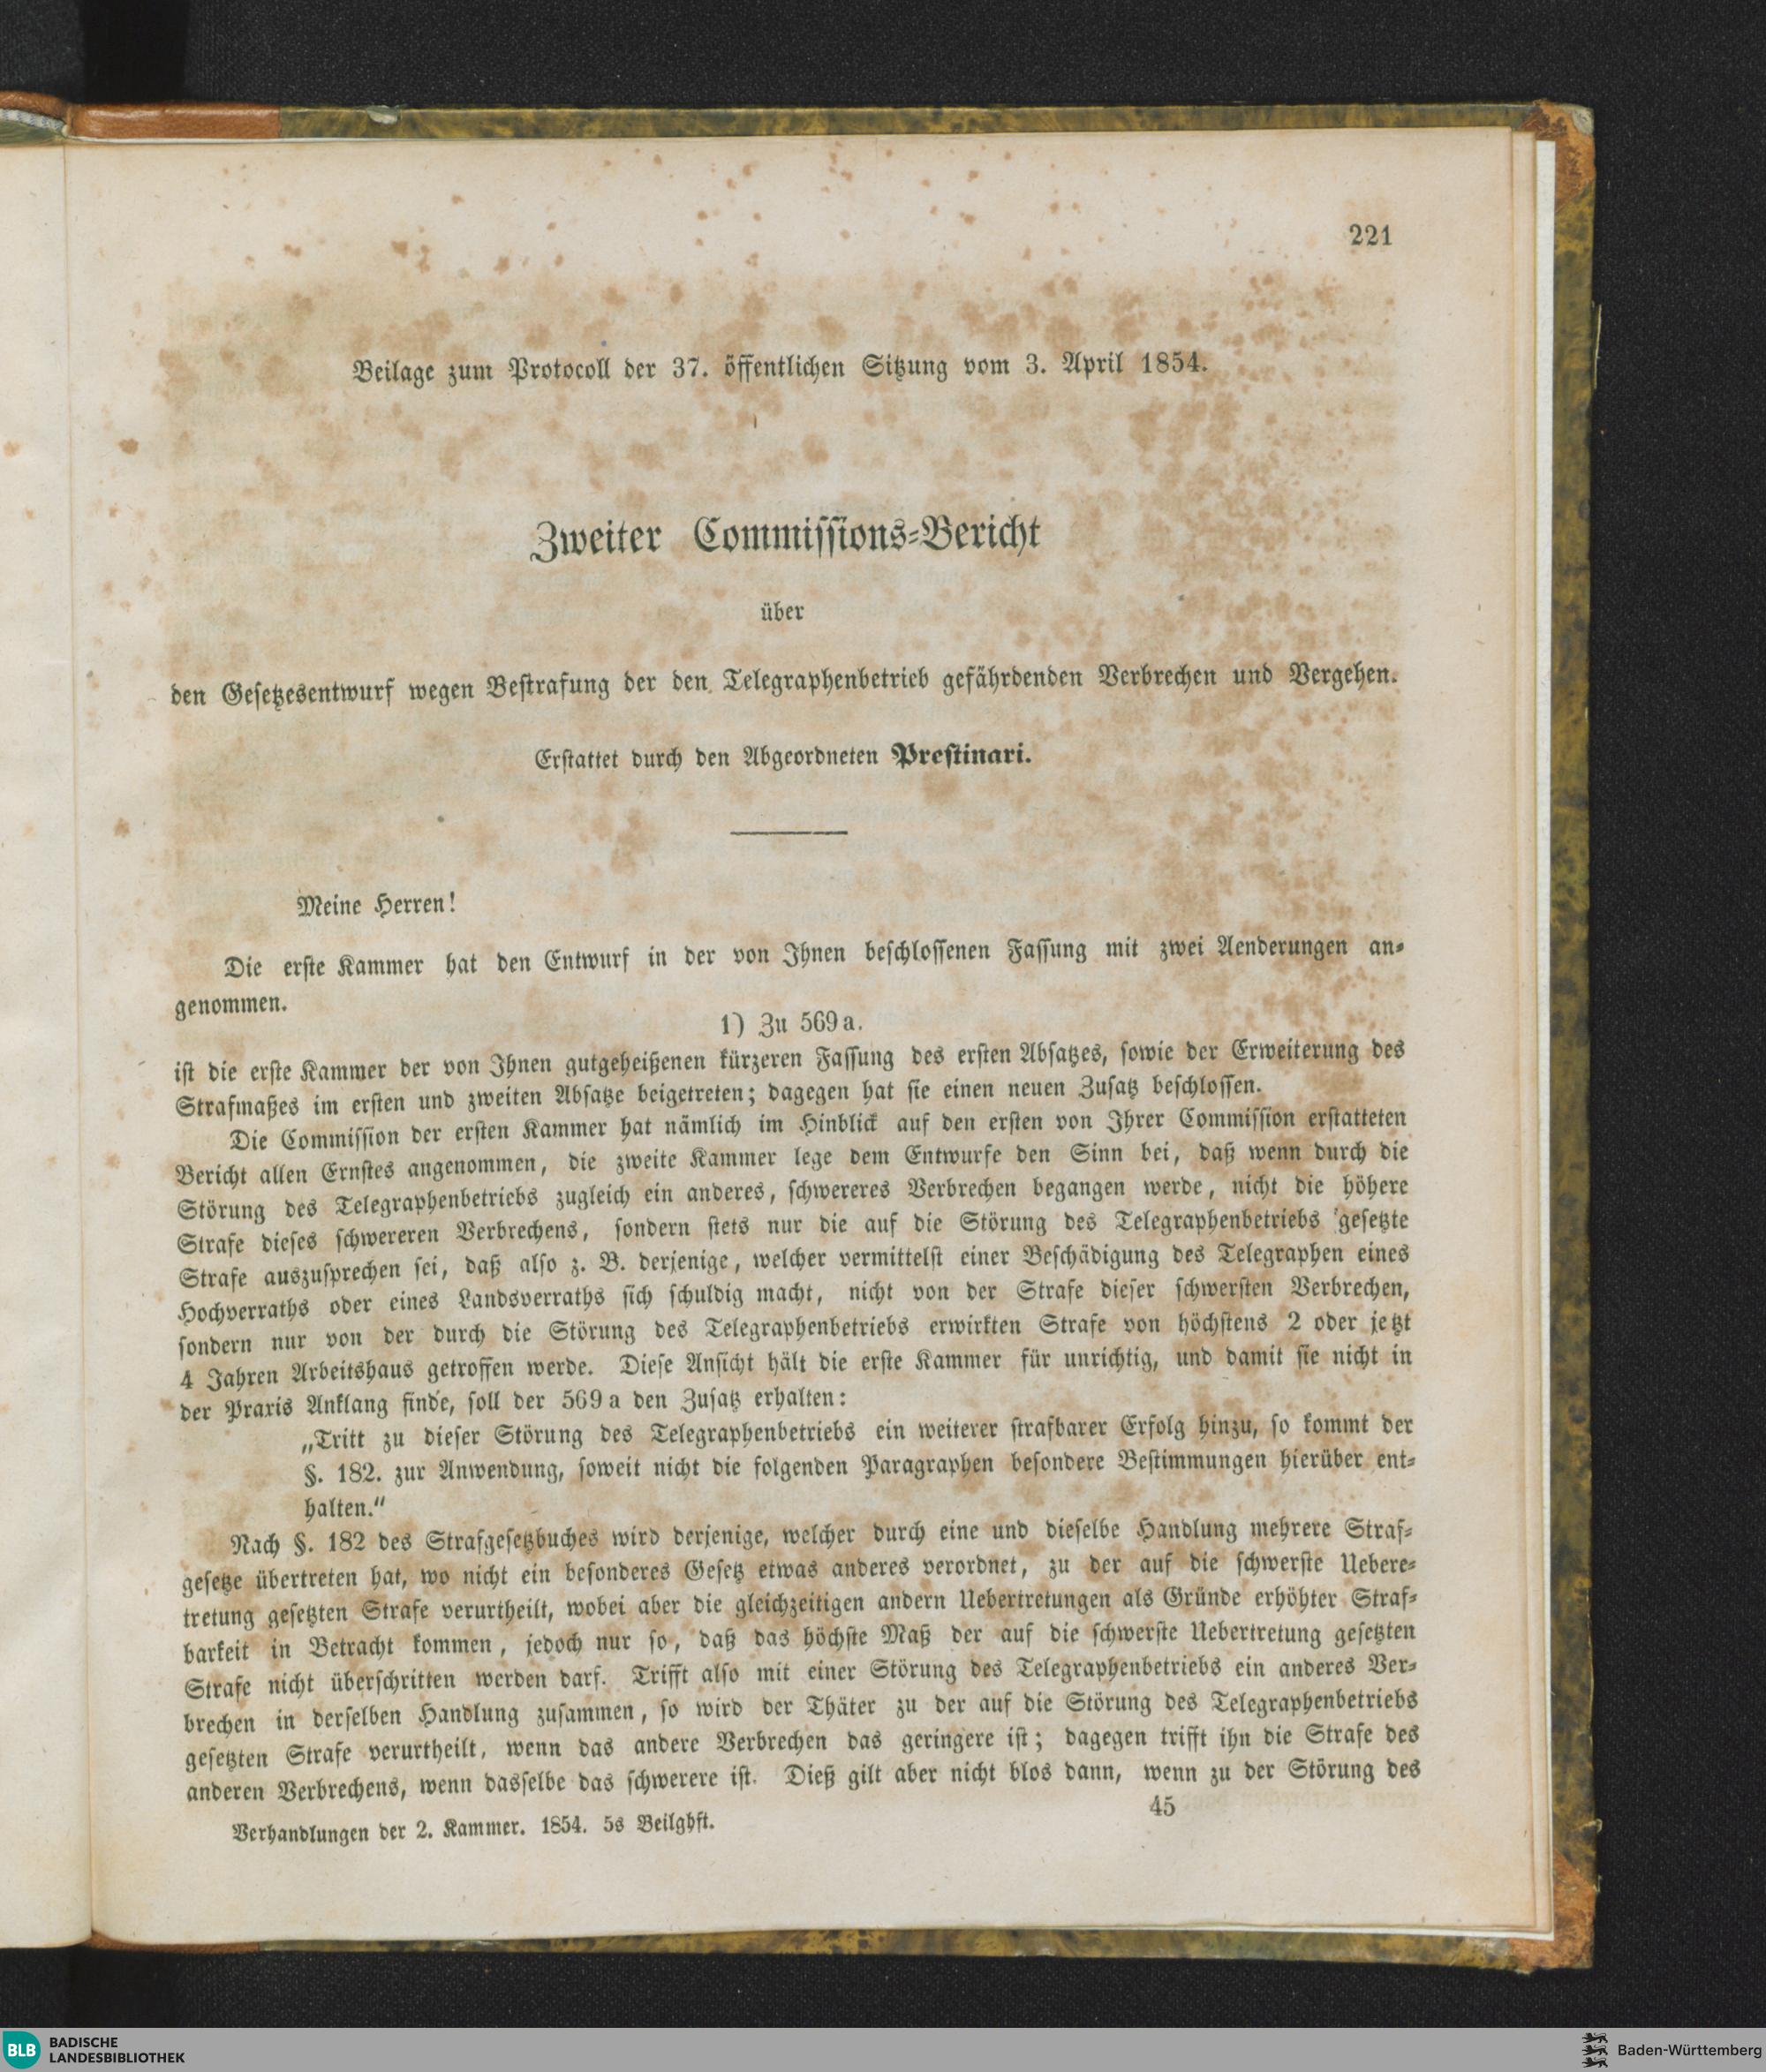 221
Beilage zum Protocoll der 37. öffentlichen Sitzung vom 3. April 1854.
Zweiter Commissions-Bericht
über
den Gesetzesentwurf wegen Bestrafung der den Telegraphenbetrieb gefährdenden Verbrechen und Vergehen.
Erstattet durch den Abgeordneten Prestinari.
Meine Herren!
Die erste Kammer hat den Entwurf in der von Ihnen beschlossenen Fassung mit zwei Aenderungen an-
genommen.
1) Zu 569 a.
ist die erste Kammer der von Ihnen gutgeheißenen kürzeren Fassung des ersten Absatzes, sowie der Erweiterung des
Strafmaßes im ersten und zweiten Absatze beigetreten; dagegen hat sie einen neuen Zusatz beschlossen.
Die Commission der ersten Kammer hat nämlich im Hinblick auf den ersten von Ihrer Commission erstatteten
Bericht allen Ernstes angenommen, die zweite Kammer lege dem Entwurfe den Sinn bei, daß wenn durch die
Störung des Telegraphenbetriebs zugleich ein anderes, schwereres Verbrechen begangen werde, nicht die höhere
Strafe dieses schwereren Verbrechens, sondern stets nur die auf die Störung des Telegraphenbetriebs gesetzte
Strafe auszusprechen sei, daß also z. B. derjenige, welcher vermittelst einer Beschädigung des Telegraphen eines
Hochverraths oder eines Landsverraths sich schuldig macht, nicht von der Strafe dieser schwersten Verbrechen,
sondern nur von der durch die Störung des Telegraphenbetriebs erwirkten Strafe von höchstens 2 oder jetzt
4 Jahren Arbeitshaus getroffen werde. Diese Ansicht hält die erste Kammer für unrichtig, und damit sie nicht in
der Praxis Anklang finde, soll der 569 a den Zusatz erhalten:
„Tritt zu dieser Störung des Telegraphenbetriebs ein weiterer strafbarer Erfolg hinzu, so kommt der
§. 182. zur Anwendung, soweit nicht die folgenden Paragraphen besondere Bestimmungen hierüber ent-
halten.“
Nach §. 182 des Strafgesetzbuches wird derjenige, welcher durch eine und dieselbe Handlung mehrere Straf-
gesetze übertreten hat, wo nicht ein besonderes Gesetz etwas anderes verordnet, zu der auf die schwerste Uebere-
tretung gesetzten Strafe verurtheilt, wobei aber die gleichzeitigen andern Uebertretungen als Gründe erhöhter Straf-
barkeit in Betracht kommen, jedoch nur so, daß das höchste Maß der auf die schwerste Uebertretung gesetzten
Strafe nicht überschritten werden darf. Trifft also mit einer Störung des Telegraphenbetriebs ein anderes Ver-
brechen in derselben Handlung zusammen, so wird der Thäter zu der auf die Störung des Telegraphenbetriebs
gesetzten Strafe verurtheilt, wenn das andere Verbrechen das geringere ist; dagegen trifft ihn die Strafe des
anderen Verbrechens, wenn dasselbe das schwerere ist. Dieß gilt aber nicht blos dann, wenn zu der Störung des
Verhandlungen der 2. Kammer. 1854. 5s Beilghft.
45
BLB BADISCHE
LANDESBIBLIOTHEK
Baden-Württemberg